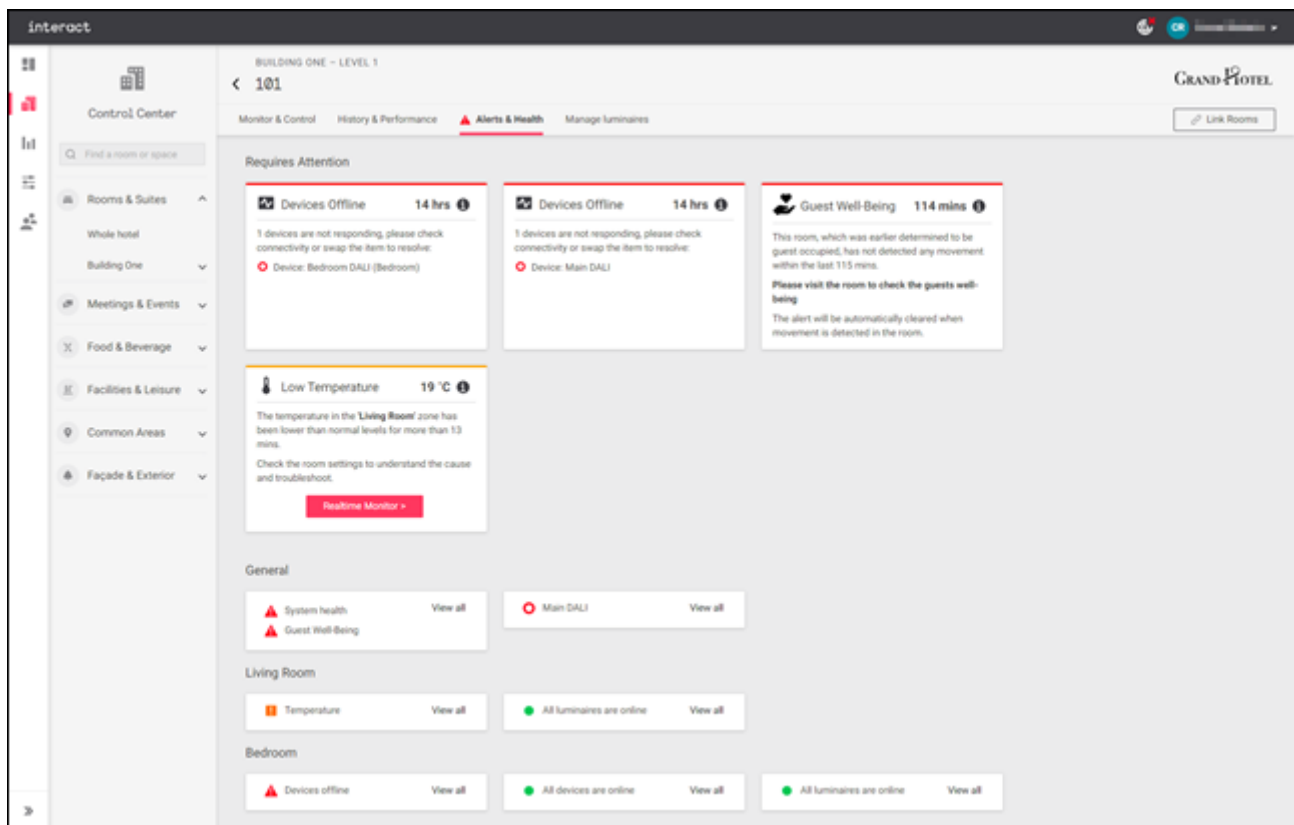 interact
CR
Control Center
Find a room or space
Rooms & Suites
Whole hotel
Building One
Meetings & Events
Food & Beverage
Facilities & Leisure
Common Areas
Façade & Exterior
BUILDING ONE – LEVEL 1
101
GRAND HOTEL
Monitor & Control
History & Performance
Alerts & Health
Manage luminaires
Link Rooms
Requires Attention
Devices Offline 14 hrs
1 devices are not responding, please check
connectivity or swap the item to resolve:
Device: Bedroom DALI (Bedroom)
Devices Offline 14 hrs
1 devices are not responding, please check
connectivity or swap the item to resolve:
Device: Main DALI
Guest Well-Being 114 mins
This room, which was earlier determined to be
guest occupied, has not detected any movement
within the last 115 mins.
Please visit the room to check the guests well-
being
The alert will be automatically cleared when
movement is detected in the room.
Low Temperature 19 °C
The temperature in the 'Living Room' zone has
been lower than normal levels for more than 13
mins.
Check the room settings to understand the cause
and troubleshoot.
Realtime Monitor >
General
System health View all
Guest Well-Being
Main DALI View all
Living Room
Temperature View all
All luminaires are online View all
Bedroom
Devices offline View all
All devices are online View all
All luminaires are online View all